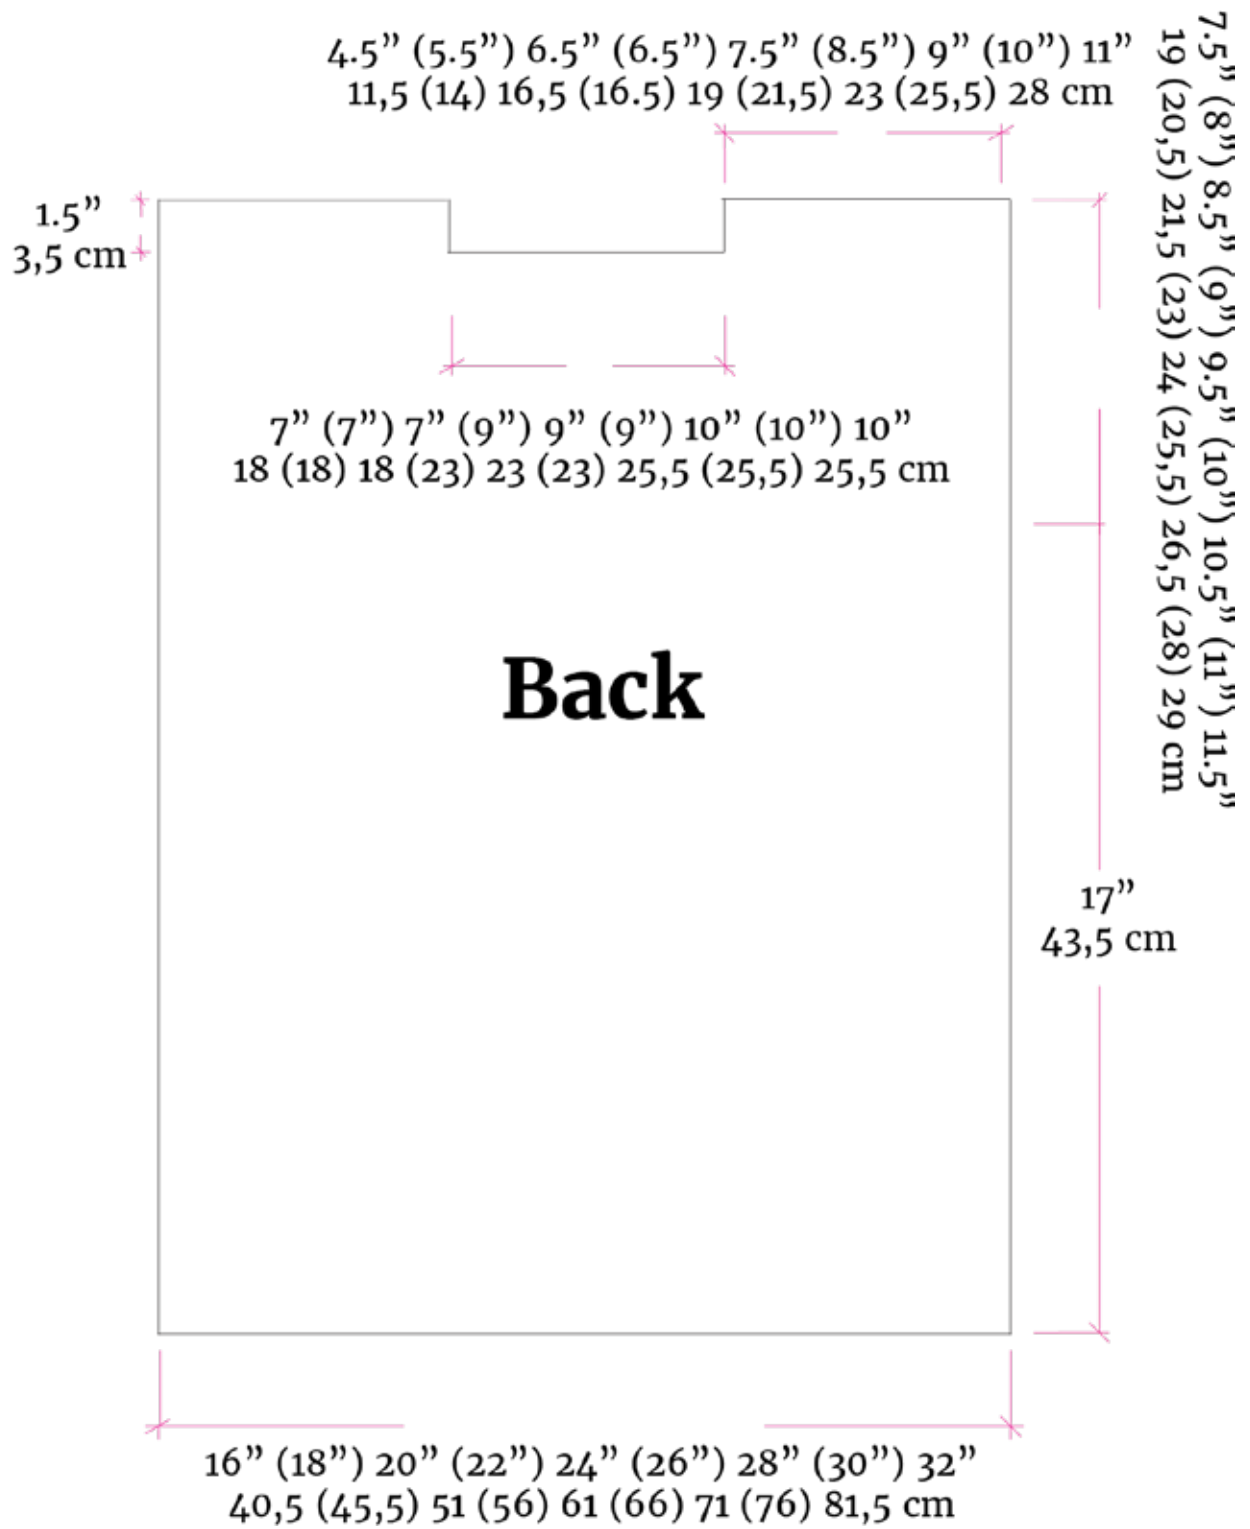 4.5” (5.5”) 6.5” (6.5”) 7.5” (8.5”) 9” (10”) 11”
11,5 (14) 16,5 (16.5) 19 (21,5) 23 (25,5) 28 cm
7.5” (8”) 8.5” (9”) 9.5” (10”) 10.5” (11”) 11.5”
19 (20,5) 21,5 (23) 24 (25,5) 26,5 (28) 29 cm
1.5”
3,5 cm
7” (7”) 7” (9”) 9” (9”) 10” (10”) 10”
18 (18) 18 (23) 23 (23) 25,5 (25,5) 25,5 cm
Back
17”
43,5 cm
16” (18”) 20” (22”) 24” (26”) 28” (30”) 32”
40,5 (45,5) 51 (56) 61 (66) 71 (76) 81,5 cm